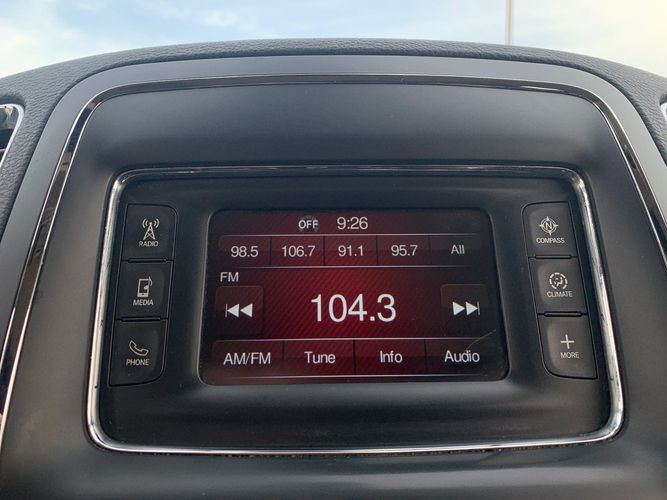 OFF 9:26
98.5 106.7 91.1 95.7 All
FM
104.3
AM/FM Tune Info Audio
RADIO
MEDIA
PHONE
N
COMPASS
CLIMATE
MORE